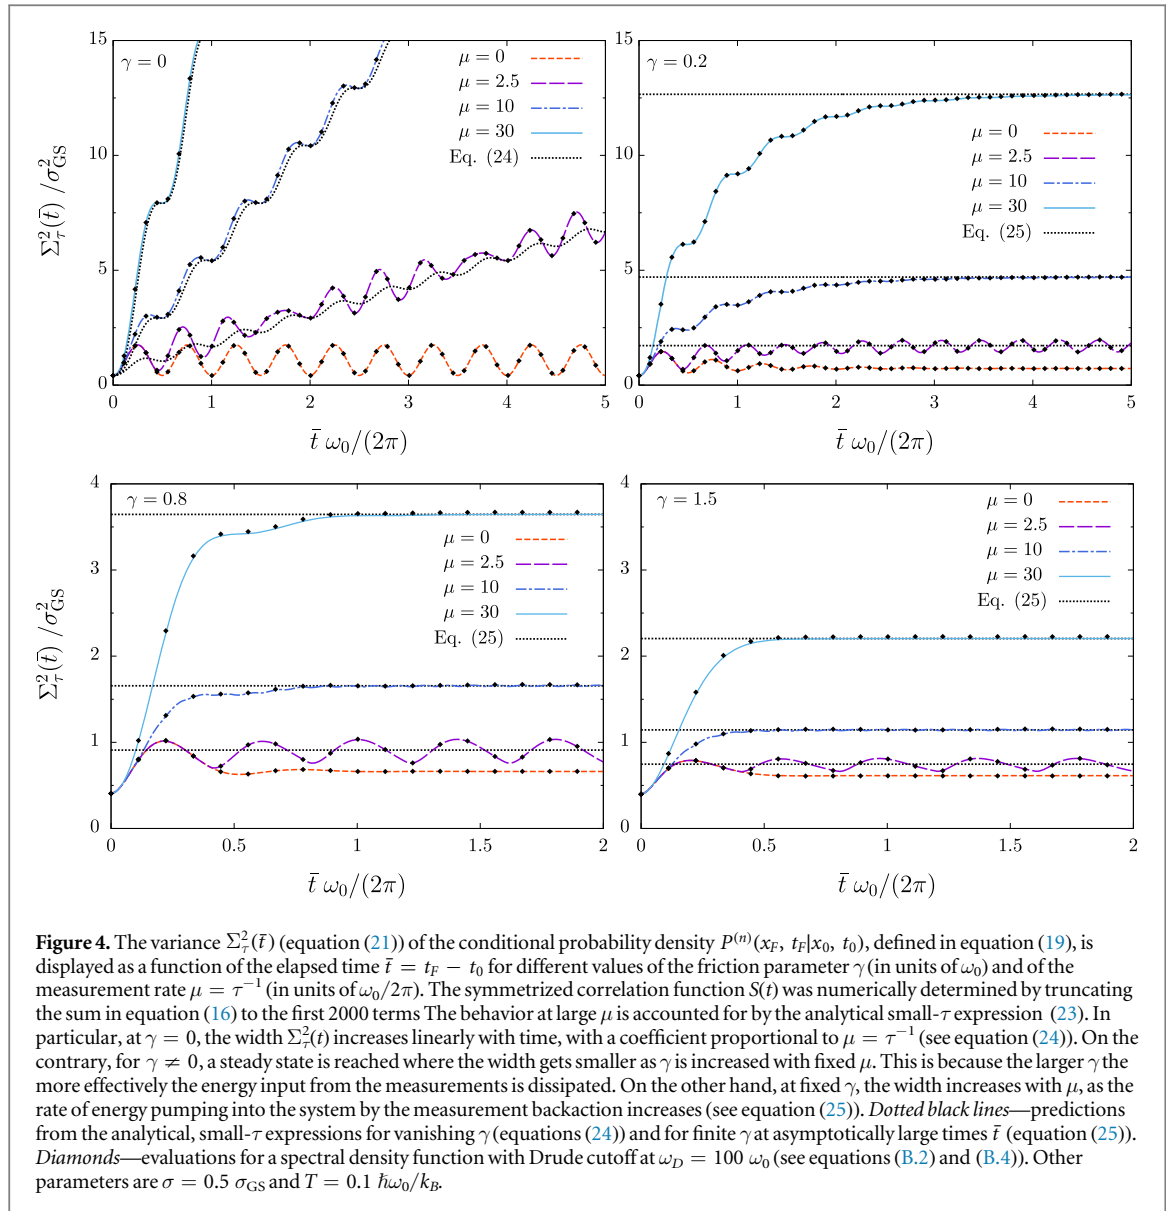 15
10
5
0
Σ²τ(t̄) /σ²GS
γ = 0
μ = 0
μ = 2.5
μ = 10
μ = 30
Eq. (24)
0 1 2 3 4 5
t̄ ω₀/(2π)
15
10
5
0
γ = 0.2
μ = 0
μ = 2.5
μ = 10
μ = 30
Eq. (25)
0 1 2 3 4 5
t̄ ω₀/(2π)
4
3
2
1
0
Σ²τ(t̄) /σ²GS
γ = 0.8
μ = 0
μ = 2.5
μ = 10
μ = 30
Eq. (25)
0 0.5 1 1.5 2
t̄ ω₀/(2π)
4
3
2
1
0
γ = 1.5
μ = 0
μ = 2.5
μ = 10
μ = 30
Eq. (25)
0 0.5 1 1.5 2
t̄ ω₀/(2π)
Figure 4. The variance Σ²τ(t̄) (equation (21)) of the conditional probability density P⁽ⁿ⁾(x_F, t_F|x₀, t₀), defined in equation (19), is
displayed as a function of the elapsed time t̄ = t_F − t₀ for different values of the friction parameter γ (in units of ω₀) and of the
measurement rate μ = τ⁻¹ (in units of ω₀/2π). The symmetrized correlation function S(t) was numerically determined by truncating
the sum in equation (16) to the first 2000 terms The behavior at large μ is accounted for by the analytical small-τ expression (23). In
particular, at γ = 0, the width Σ²τ(t) increases linearly with time, with a coefficient proportional to μ = τ⁻¹ (see equation (24)). On the
contrary, for γ ≠ 0, a steady state is reached where the width gets smaller as γ is increased with fixed μ. This is because the larger γ the
more effectively the energy input from the measurements is dissipated. On the other hand, at fixed γ, the width increases with μ, as the
rate of energy pumping into the system by the measurement backaction increases (see equation (25)). Dotted black lines—predictions
from the analytical, small-τ expressions for vanishing γ (equations (24)) and for finite γ at asymptotically large times t̄ (equation (25)).
Diamonds—evaluations for a spectral density function with Drude cutoff at ω_D = 100 ω₀ (see equations (B.2) and (B.4)). Other
parameters are σ = 0.5 σ_GS and T = 0.1 ℏω₀/k_B.